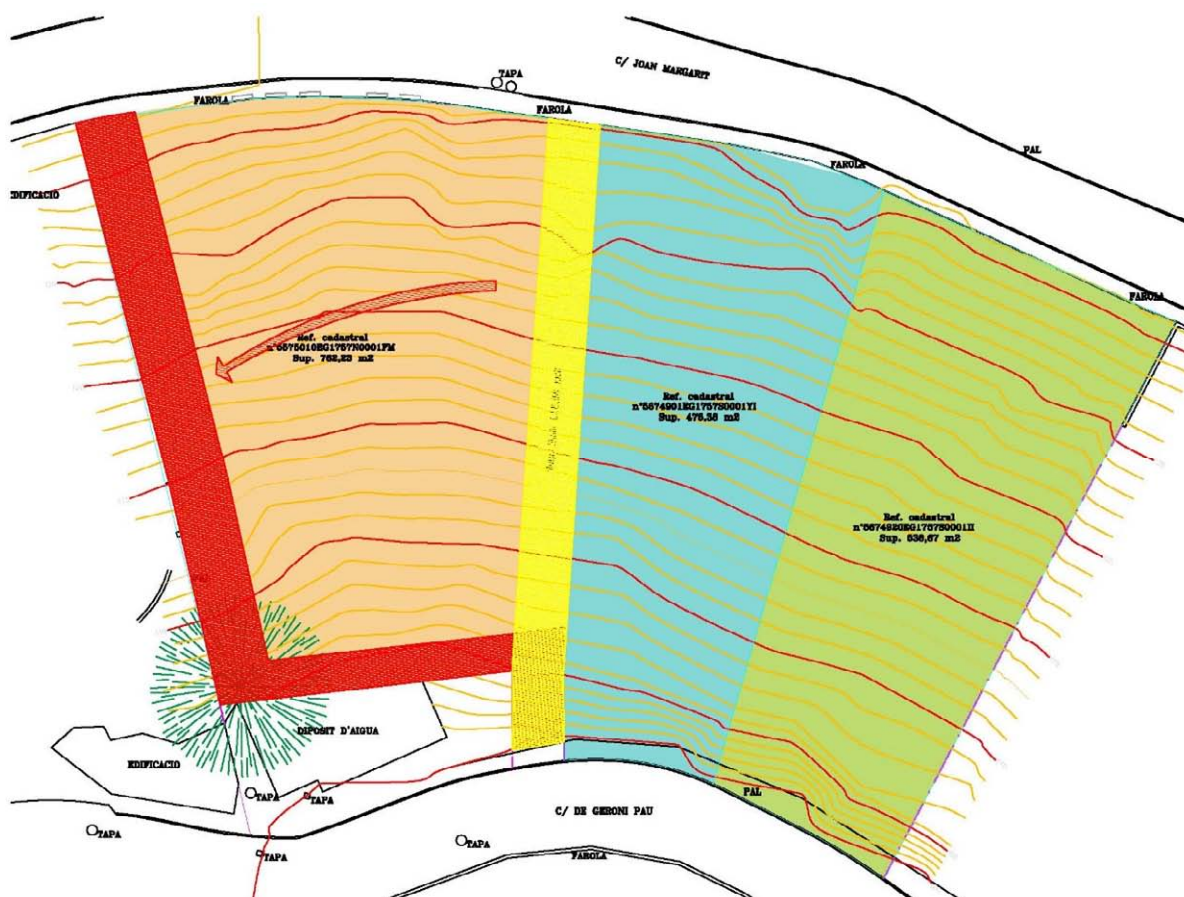 C/ JOAN MARGARIT
TAPA
FAROLA
FAROLA
PAL
FAROLA
EDIFICACIO
FAROLA
Ref. cadastral
Sup. 762,23 m2
Ref. cadastral
nº5674901EG1757S0001YI
Sup. 475,38 m2
Ref. cadastral
Sup. 636,67 m2
DIPOSIT D'AIGUA
EDIFICACIO
TAPA
TAPA
PAL
C/ DE GERONI PAU
TAPA
TAPA
TAPA
FAROLA